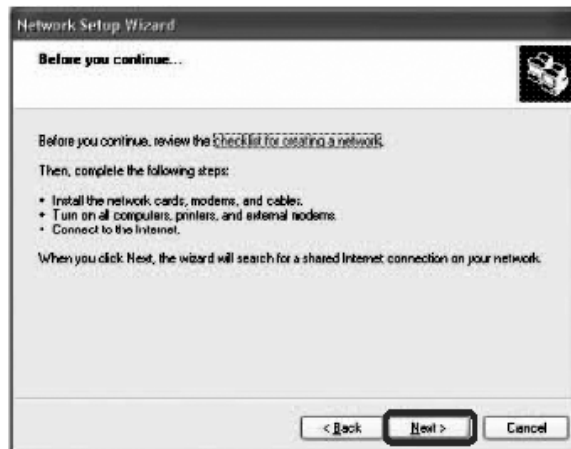 Network Setup Wizard
Before you continue...
Before you continue, review the checklist for creating a network.
Then, complete the following steps:
• Install the network cards, modems, and cables.
• Turn on all computers, printers, and external modems.
• Connect to the Internet.
When you click Next, the wizard will search for a shared Internet connection on your network.
< Back
Next >
Cancel